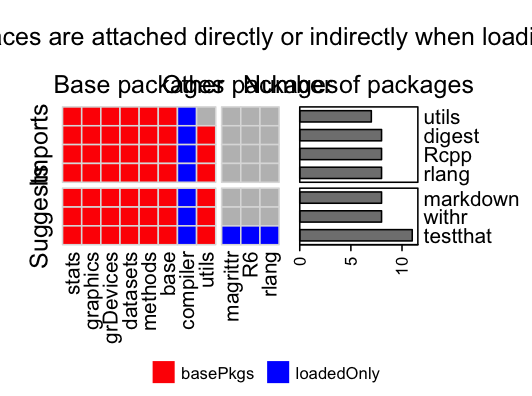 aces are attached directly or indirectly when loadi
Base packages Other packages Number of packages
Imports
Suggests
utils
digest
Rcpp
rlang
markdown
withr
testthat
stats
graphics
grDevices
datasets
methods
base
compiler
utils
magrittr
R6
rlang
0
5
10
basePkgs loadedOnly